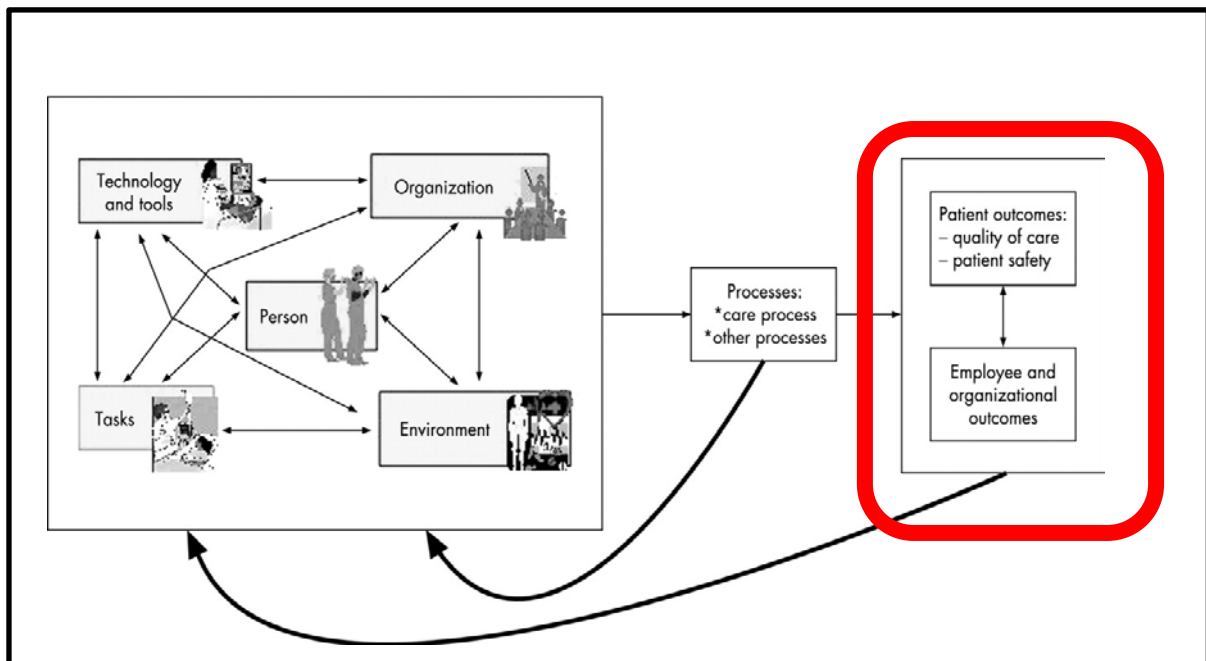 Technology
and tools
Organization
Person
Tasks
Environment
Processes:
*care process
*other processes
Patient outcomes:
– quality of care
– patient safety
Employee and
organizational
outcomes